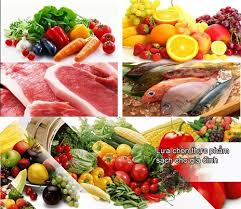 Lựa chọn thực phẩm
sạch cho gia đình